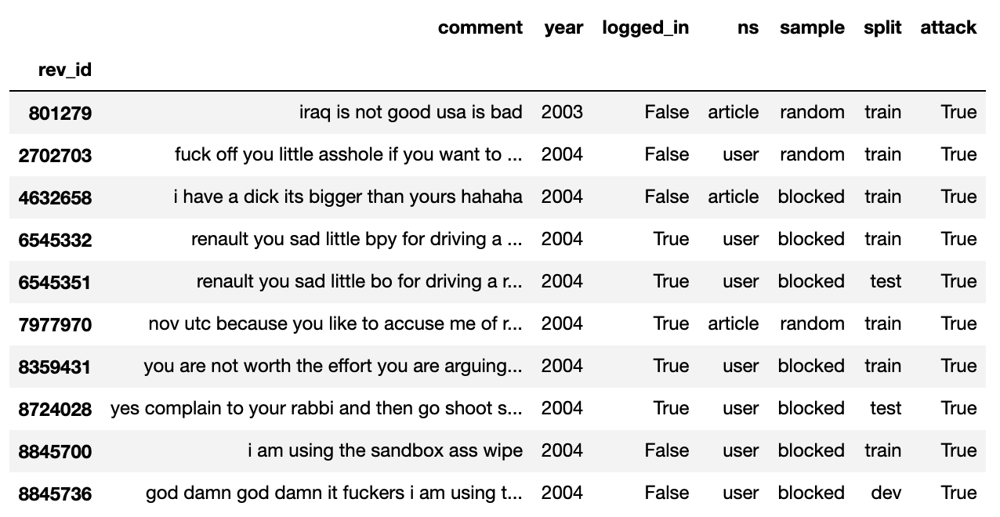 comment year logged_in ns sample split attack
rev_id
801279 iraq is not good usa is bad 2003 False article random train True
2702703 fuck off you little asshole if you want to ... 2004 False user random train True
4632658 i have a dick its bigger than yours hahaha 2004 False article blocked train True
6545332 renault you sad little bpy for driving a ... 2004 True user blocked train True
6545351 renault you sad little bo for driving a r... 2004 True user blocked test True
7977970 nov utc because you like to accuse me of r... 2004 True article random train True
8359431 you are not worth the effort you are arguing... 2004 True user blocked train True
8724028 yes complain to your rabbi and then go shoot s... 2004 True user blocked test True
8845700 i am using the sandbox ass wipe 2004 False user blocked train True
8845736 god damn god damn it fuckers i am using t... 2004 False user blocked dev True